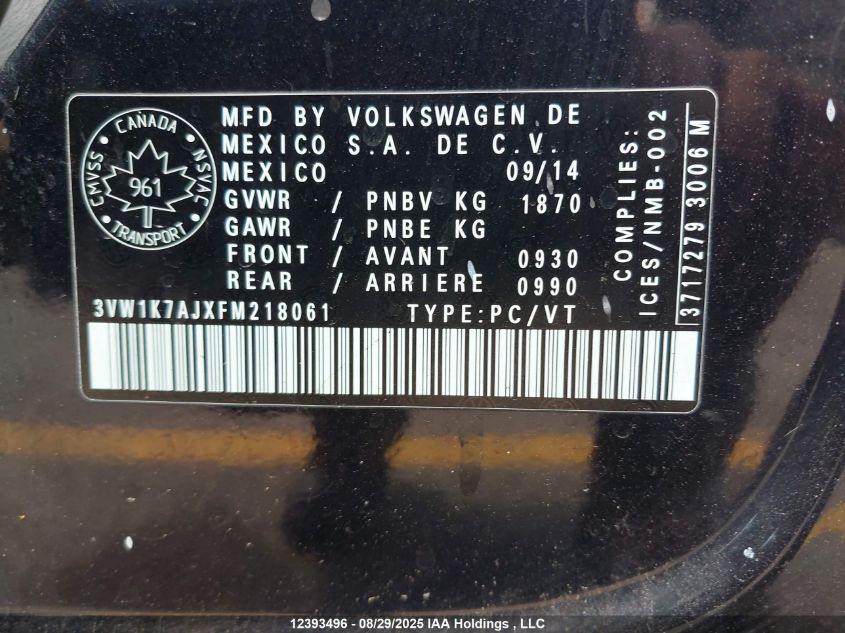 CANADA
CMVSS
NSVAC
961
TRANSPORT
MFD BY VOLKSWAGEN DE
MEXICO S.A. DE C.V.
MEXICO 09/14
GVWR / PNBV KG 1870
GAWR / PNBE KG
FRONT / AVANT 0930
REAR / ARRIERE 0990
3VW1K7AJXFM218061 TYPE:PC/VT
COMPLIES:
ICES/NMB-002
3717279 3006 M
12393496 - 08/29/2025 IAA Holdings, LLC